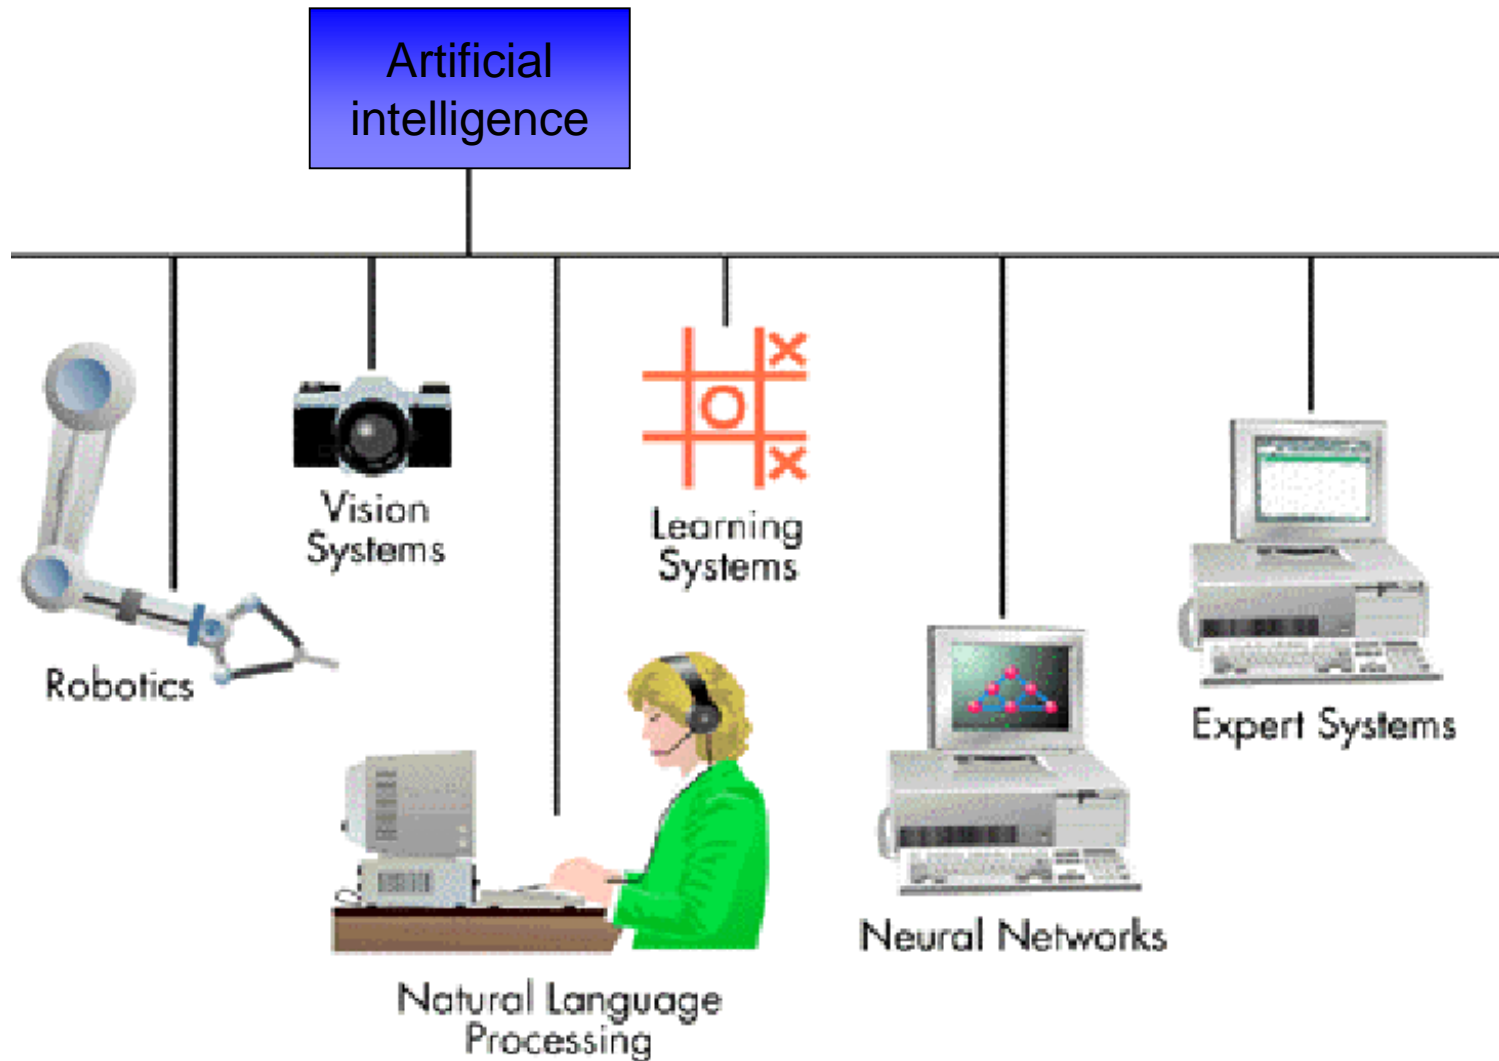 Artificial
intelligence
Robotics
Vision
Systems
Natural Language
Processing
Learning
Systems
Neural Networks
Expert Systems